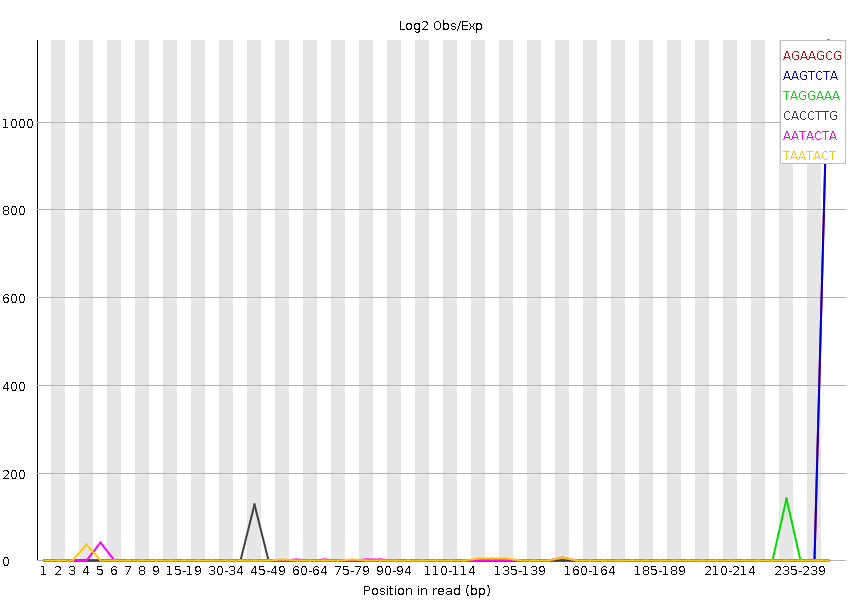 Log2 Obs/Exp
AGAAGCG
AAGTCTA
TAGGAAA
CACCTTG
AATACTA
TAATACT
1000
800
600
400
200
0
1 2 3 4 5 6 7 8 9 15-19 30-34 45-49 60-64 75-79 90-94 110-114 135-139 160-164 185-189 210-214 235-239
Position in read (bp)